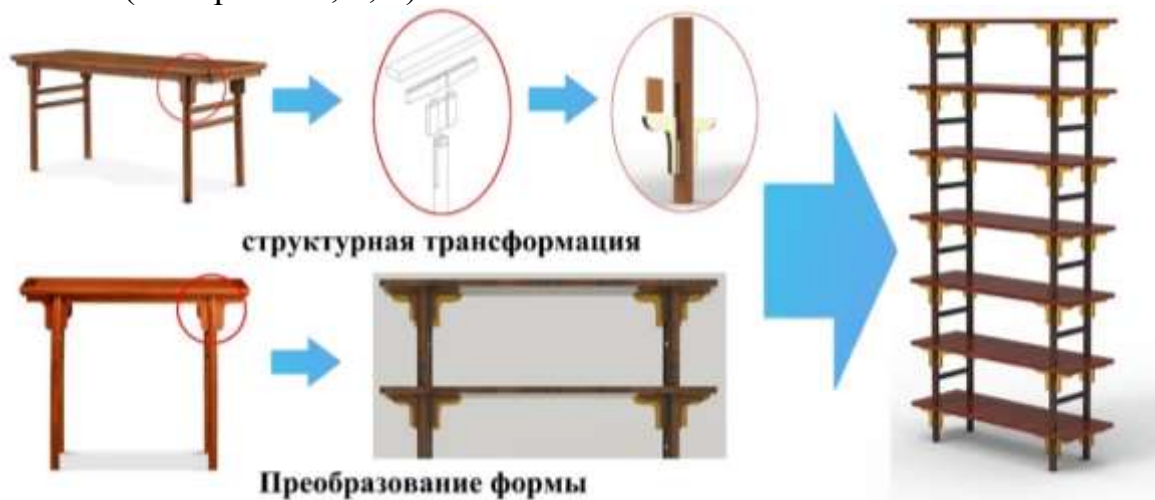 структурная трансформация
Преобразование формы